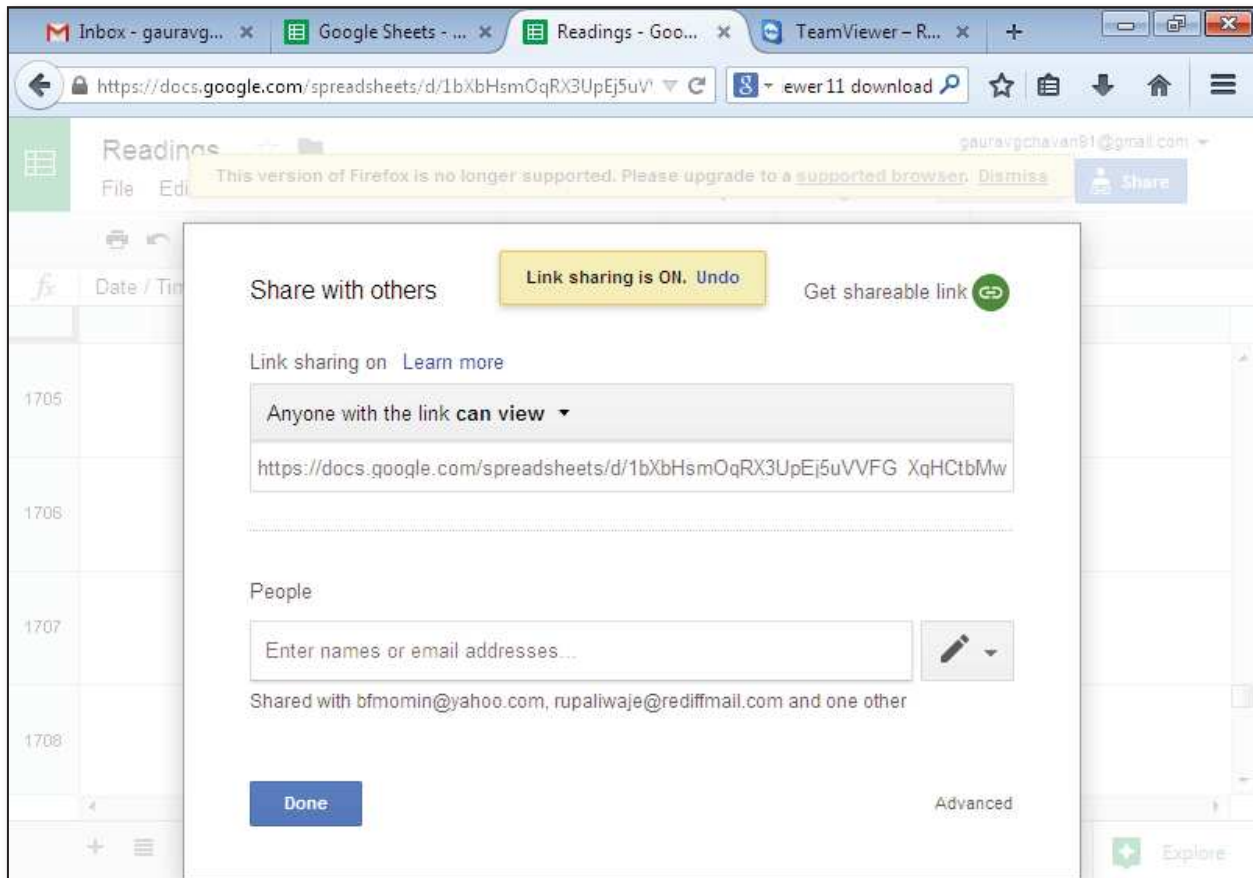 Inbox - gauravg...
Google Sheets - ...
Readings - Goo...
TeamViewer – R...
https://docs.google.com/spreadsheets/d/1bXbHsmOqRX3UpEj5uV
ewer 11 download
Readings
gauravgchavan91@gmail.com
File Edi
This version of Firefox is no longer supported. Please upgrade to a supported browser. Dismiss
Share
fx
Date / Tim
Share with others
Link sharing is ON. Undo
Get shareable link
Link sharing on Learn more
Anyone with the link can view
https://docs.google.com/spreadsheets/d/1bXbHsmOqRX3UpEj5uVVFG_XqHCtbMw
People
Enter names or email addresses...
Shared with bfmomin@yahoo.com, rupaliwaje@rediffmail.com and one other
Done
Advanced
1705
1706
1707
1708
Explore